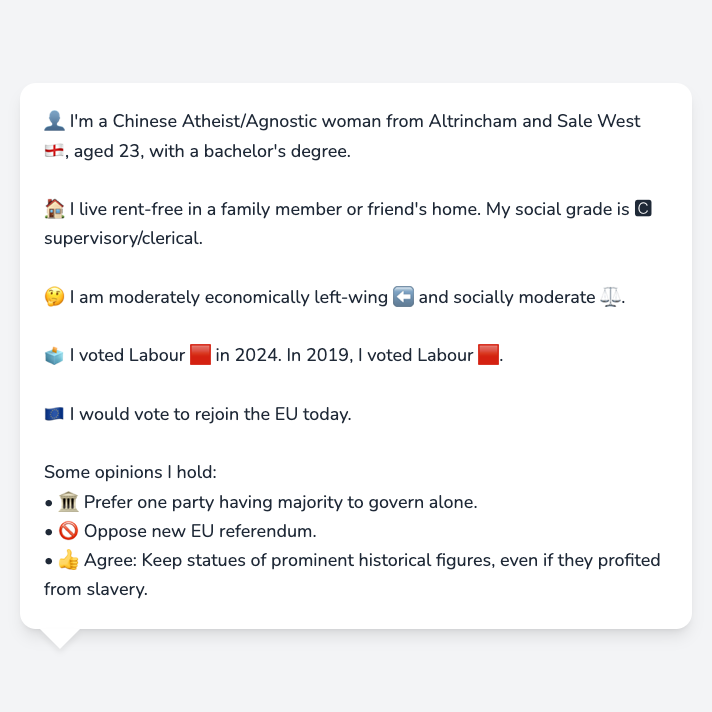 👤 I'm a Chinese Atheist/Agnostic woman from Altrincham and Sale West
🏴󠁧󠁢󠁥󠁮󠁧󠁿, aged 23, with a bachelor's degree.
🏠 I live rent-free in a family member or friend's home. My social grade is 🅲
supervisory/clerical.
🤔 I am moderately economically left-wing ⬅️ and socially moderate ⚖️.
🗳️ I voted Labour 🟥 in 2024. In 2019, I voted Labour 🟥.
🇪🇺 I would vote to rejoin the EU today.
Some opinions I hold:
• 🏛️ Prefer one party having majority to govern alone.
• 🚫 Oppose new EU referendum.
• 👍 Agree: Keep statues of prominent historical figures, even if they profited
from slavery.